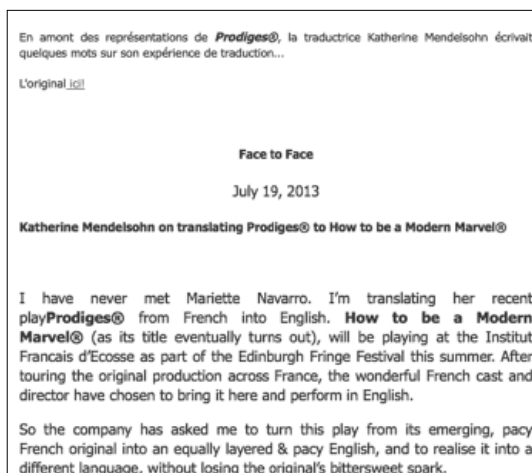 En amont des représentations de Prodiges®, la traductrice Katherine Mendelsohn écrivait
quelques mots sur son expérience de traduction...
L'original ici!
Face to Face
July 19, 2013
Katherine Mendelsohn on translating Prodiges® to How to be a Modern Marvel®
I have never met Mariette Navarro. I'm translating her recent
playProdiges® from French into English. How to be a Modern
Marvel® (as its title eventually turns out), will be playing at the Institut
Francais d'Ecosse as part of the Edinburgh Fringe Festival this summer. After
touring the original production across France, the wonderful French cast and
director have chosen to bring it here and perform in English.
So the company has asked me to turn this play from its emerging, pacy
French original into an equally layered & pacy English, and to realise it into a
different language, without losing the original's bittersweet spark.